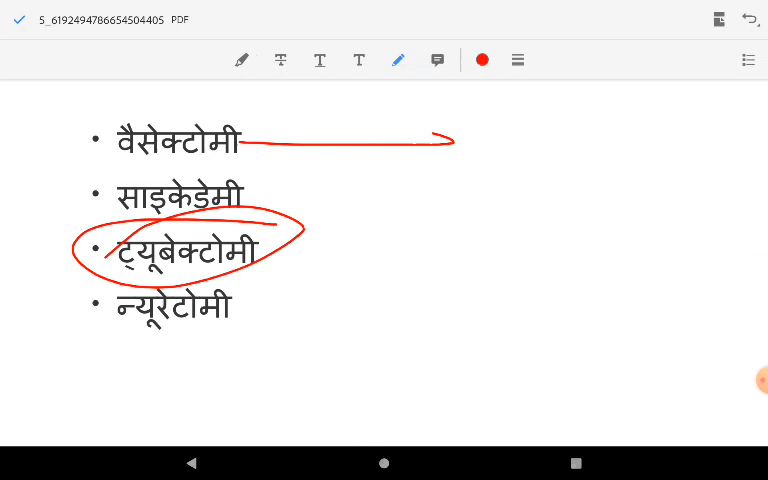 5_6192494786654504405 PDF
• वैसेक्टोमी
• साइकेडेमी
• ट्यूबेक्टोमी
• न्यूरेटोमी